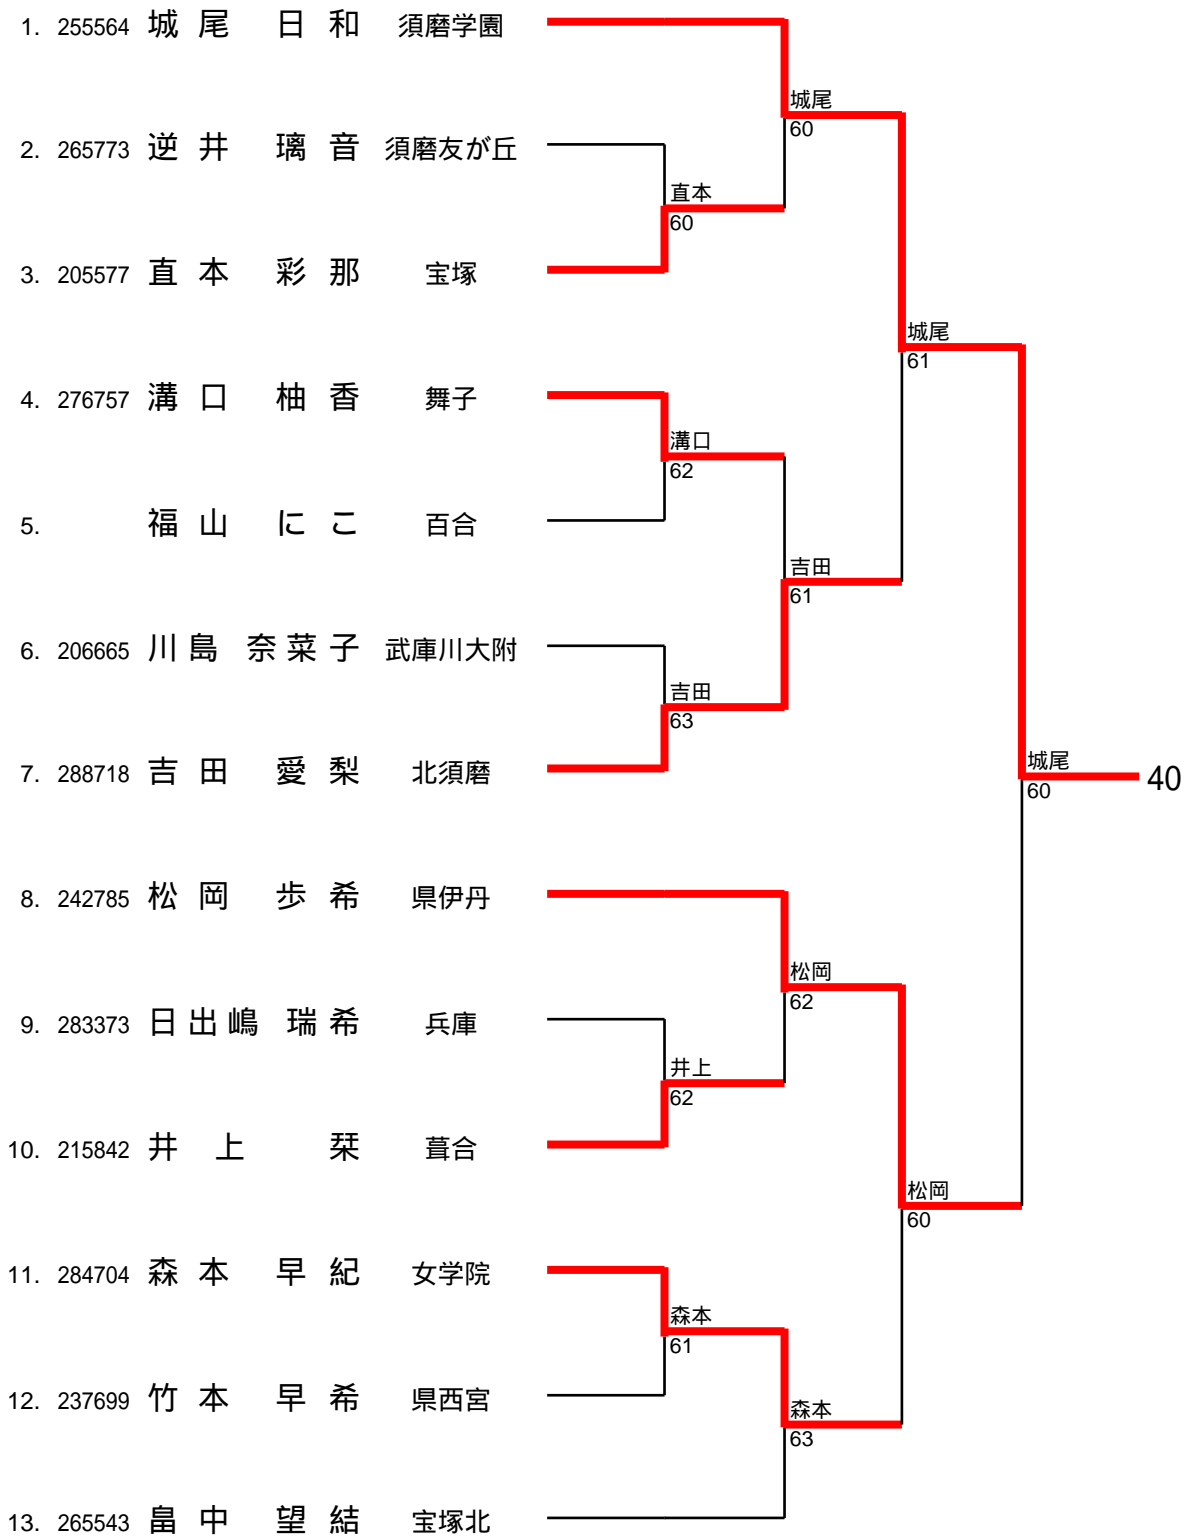 1. 255564 城尾 日和 須磨学園
城尾
60
2. 265773 逆井 璃音 須磨友が丘
直本
60
3. 205577 直本 彩那 宝塚
城尾
61
4. 276757 溝口 柚香 舞子
溝口
62
5. 福山 にこ 百合
吉田
61
6. 206665 川島 奈菜子 武庫川大附
吉田
63
7. 288718 吉田 愛梨 北須磨
城尾
60
40
8. 242785 松岡 歩希 県伊丹
松岡
62
9. 283373 日出嶋 瑞希 兵庫
井上
62
10. 215842 井上 栞 葺合
松岡
60
11. 284704 森本 早紀 女学院
森本
61
12. 237699 竹本 早希 県西宮
森本
63
13. 265543 畠中 望結 宝塚北